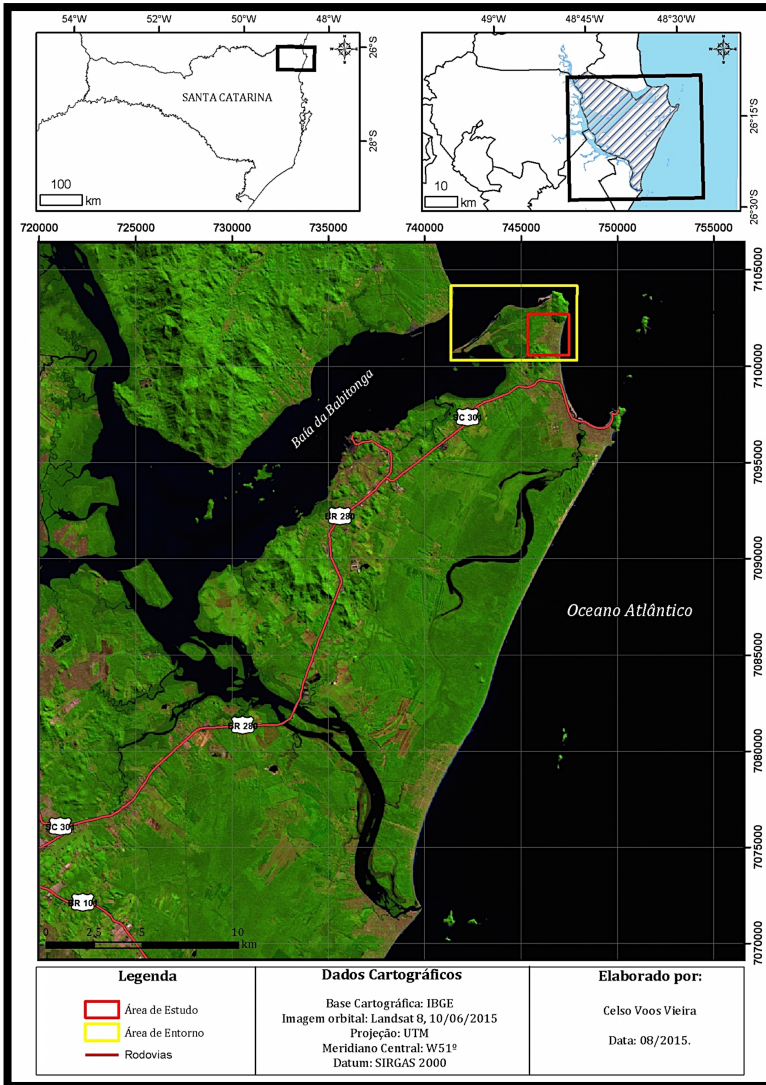 54°W 52°W 50°W 48°W
26°S
28°S
SANTA CATARINA
100
km
49°W 48°45'W 48°30'W
26°15'S
26°30'S
10
km
720000 725000 730000 735000 740000 745000 750000 755000
7105000
7100000
7095000
7090000
7085000
7080000
7075000
7070000
Baía da Babitonga
SC 301
BR 280
Oceano Atlântico
BR 280
SC 301
BR 101
0 2,5 5 10
km
Legenda
Área de Estudo
Área de Entorno
Rodovias
Dados Cartográficos
Base Cartográfica: IBGE
Imagem orbital: Landsat 8, 10/06/2015
Projeção: UTM
Meridiano Central: W51º
Datum: SIRGAS 2000
Elaborado por:
Celso Voos Vieira
Data: 08/2015.